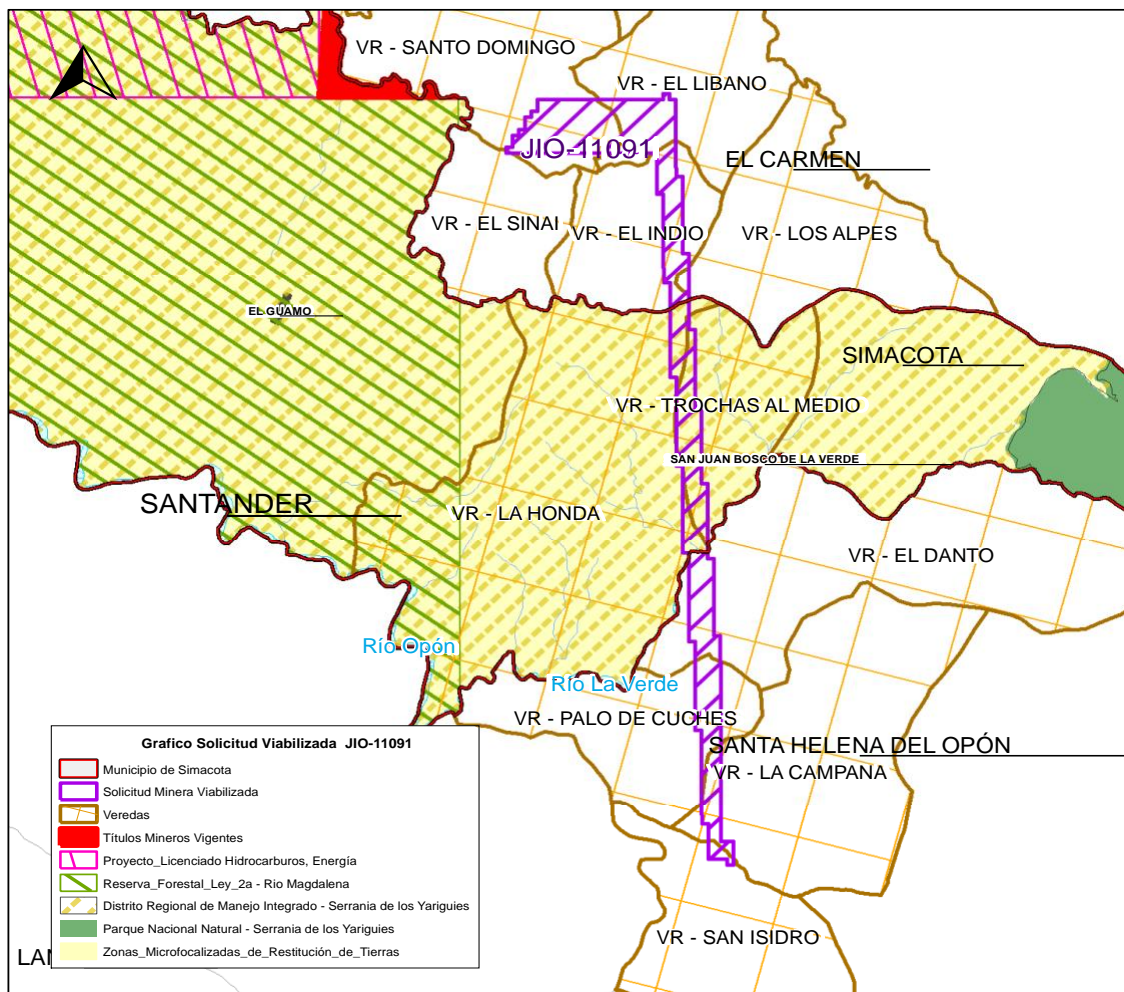 VR - SANTO DOMINGO
VR - EL LIBANO
JIO-11091
EL CARMEN
VR - EL SINAI
VR - EL INDIO
VR - LOS ALPES
EL GUAMO
SIMACOTA
VR - TROCHAS AL MEDIO
SAN JUAN BOSCO DE LA VERDE
SANTANDER
VR - LA HONDA
VR - EL DANTO
Río Opón
Río La Verde
VR - PALO DE CUCHES
SANTA HELENA DEL OPÓN
VR - LA CAMPANA
VR - SAN ISIDRO
Grafico Solicitud Viabilizada JIO-11091
Municipio de Simacota
Solicitud Minera Viabilizada
Veredas
Títulos Mineros Vigentes
Proyecto_Licenciado Hidrocarburos, Energía
Reserva_Forestal_Ley_2a - Rio Magdalena
Distrito Regional de Manejo Integrado - Serrania de los Yariguies
Parque Nacional Natural - Serrania de los Yariguies
Zonas_Microfocalizadas_de_Restitución_de_Tierras